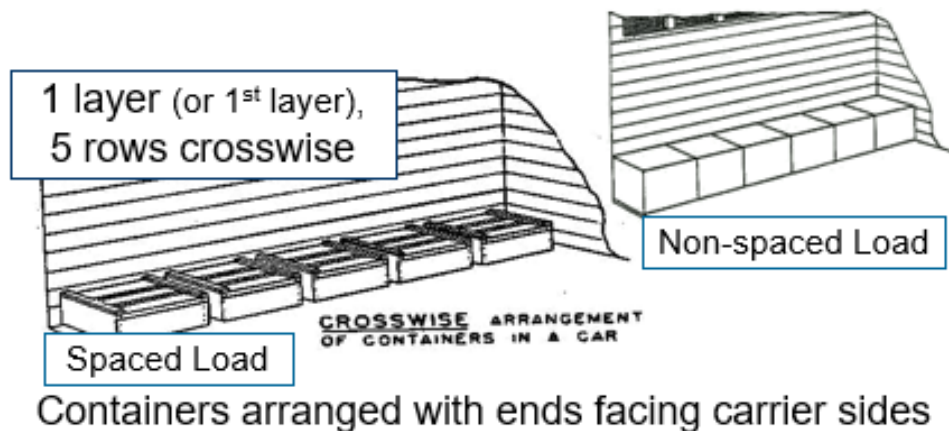 1 layer (or 1st layer),
5 rows crosswise
Non-spaced Load
CROSSWISE ARRANGEMENT
OF CONTAINERS IN A CAR
Spaced Load
Containers arranged with ends facing carrier sides